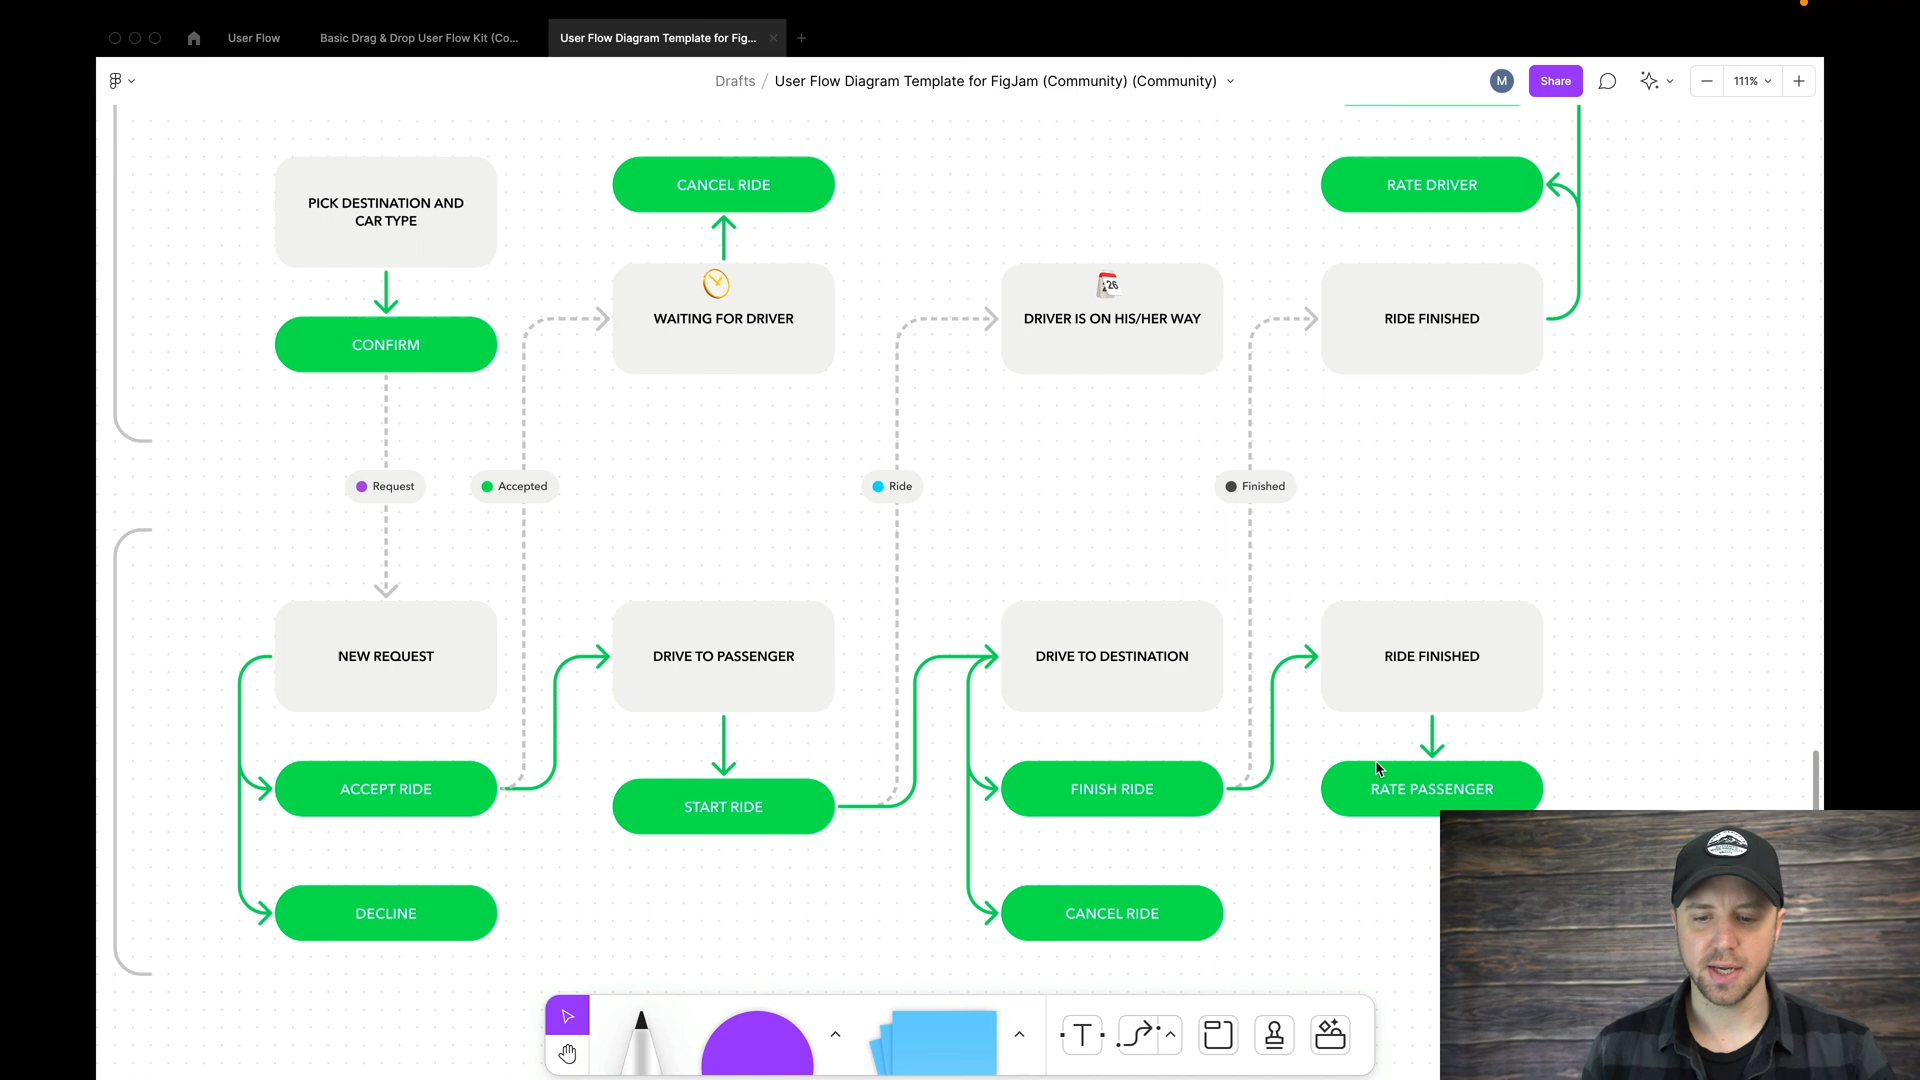 User Flow
Basic Drag & Drop User Flow Kit (Co...
User Flow Diagram Template for Fig...
Drafts / User Flow Diagram Template for FigJam (Community) (Community)
M
Share
111%
PICK DESTINATION AND
CAR TYPE
CANCEL RIDE
RATE DRIVER
CONFIRM
WAITING FOR DRIVER
26
DRIVER IS ON HIS/HER WAY
RIDE FINISHED
Request
Accepted
Ride
Finished
NEW REQUEST
DRIVE TO PASSENGER
DRIVE TO DESTINATION
RIDE FINISHED
ACCEPT RIDE
START RIDE
FINISH RIDE
RATE PASSENGER
DECLINE
CANCEL RIDE
T